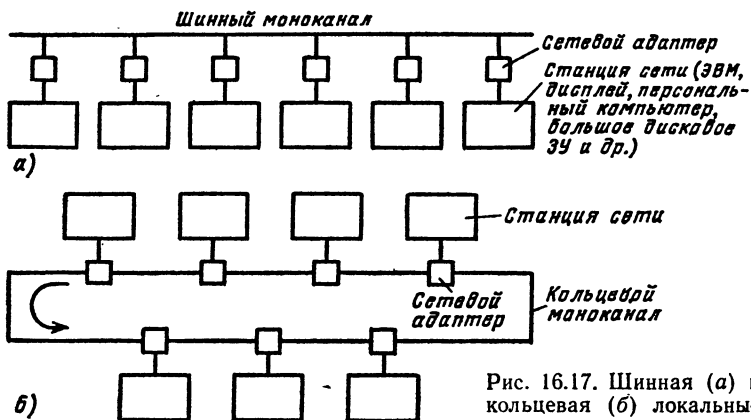 Шинный моноканал
Сетевой адаптер
Станция сети (ЭВМ,
дисплей, персональ-
ный компьютер,
большое дисковое
ЗУ и др.)
а)
Станция сети
Сетевой
адаптер
Кольцевой
моноканал
б)
Рис. 16.17. Шинная (а)
кольцевая (б) локальны